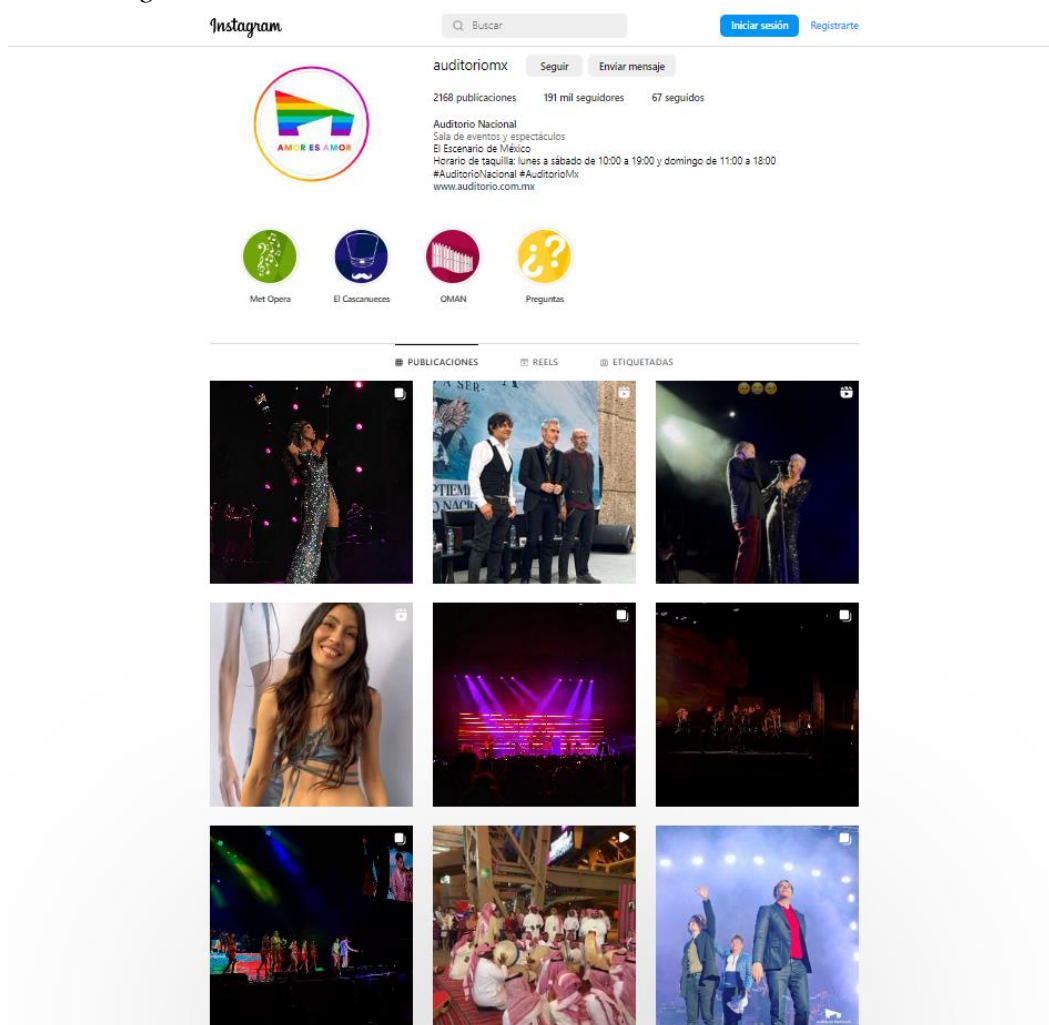 Instagram
Buscar
Iniciar sesión
Registrarte
auditoriomx
Seguir
Enviar mensaje
2168 publicaciones
191 mil seguidores
67 seguidos
Auditorio Nacional
Sala de eventos y espectáculos
El Escenario de México
Horario de taquilla: lunes a sábado de 10:00 a 19:00 y domingo de 11:00 a 18:00
#AuditorioNacional #AuditorioMx
www.auditorio.com.mx
AMOR ES AMOR
Met Opera
El Cascanueces
OMAN
¿?
Preguntas
PUBLICACIONES
REELS
ETIQUETADAS
A SER-